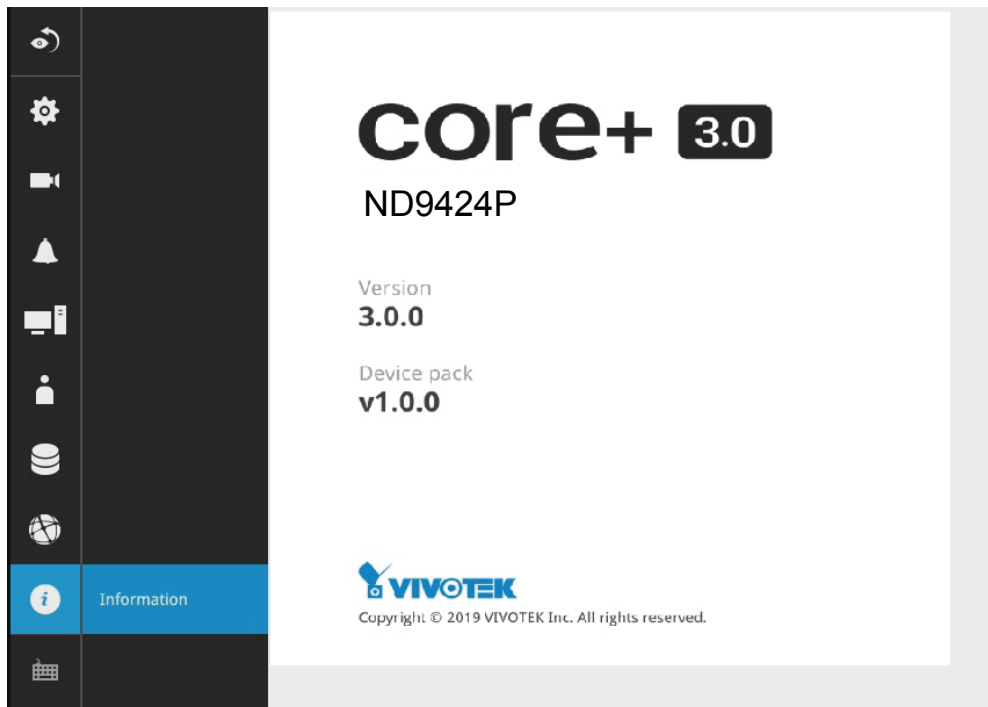 core+ 3.0
ND9424P
Version
3.0.0
Device pack
v1.0.0
Information
VIVOTEK
Copyright © 2019 VIVOTEK Inc. All rights reserved.